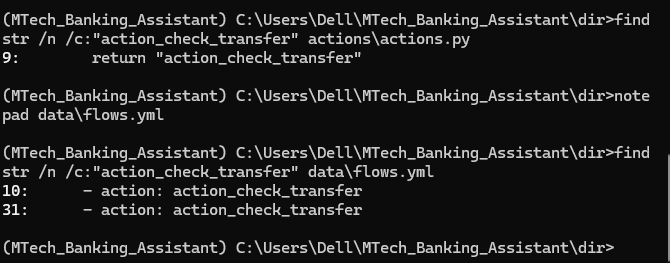 (MTech_Banking_Assistant) C:\Users\Dell\MTech_Banking_Assistant\dir>find
str /n /c:"action_check_transfer" actions\actions.py
9:        return "action_check_transfer"
(MTech_Banking_Assistant) C:\Users\Dell\MTech_Banking_Assistant\dir>note
pad data\flows.yml
(MTech_Banking_Assistant) C:\Users\Dell\MTech_Banking_Assistant\dir>find
str /n /c:"action_check_transfer" data\flows.yml
10:      - action: action_check_transfer
31:      - action: action_check_transfer
(MTech_Banking_Assistant) C:\Users\Dell\MTech_Banking_Assistant\dir>